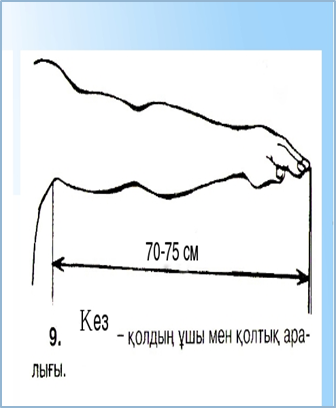 70-75 см
9. Кез – қолдың ұшы мен қолтық ара-
лығы.